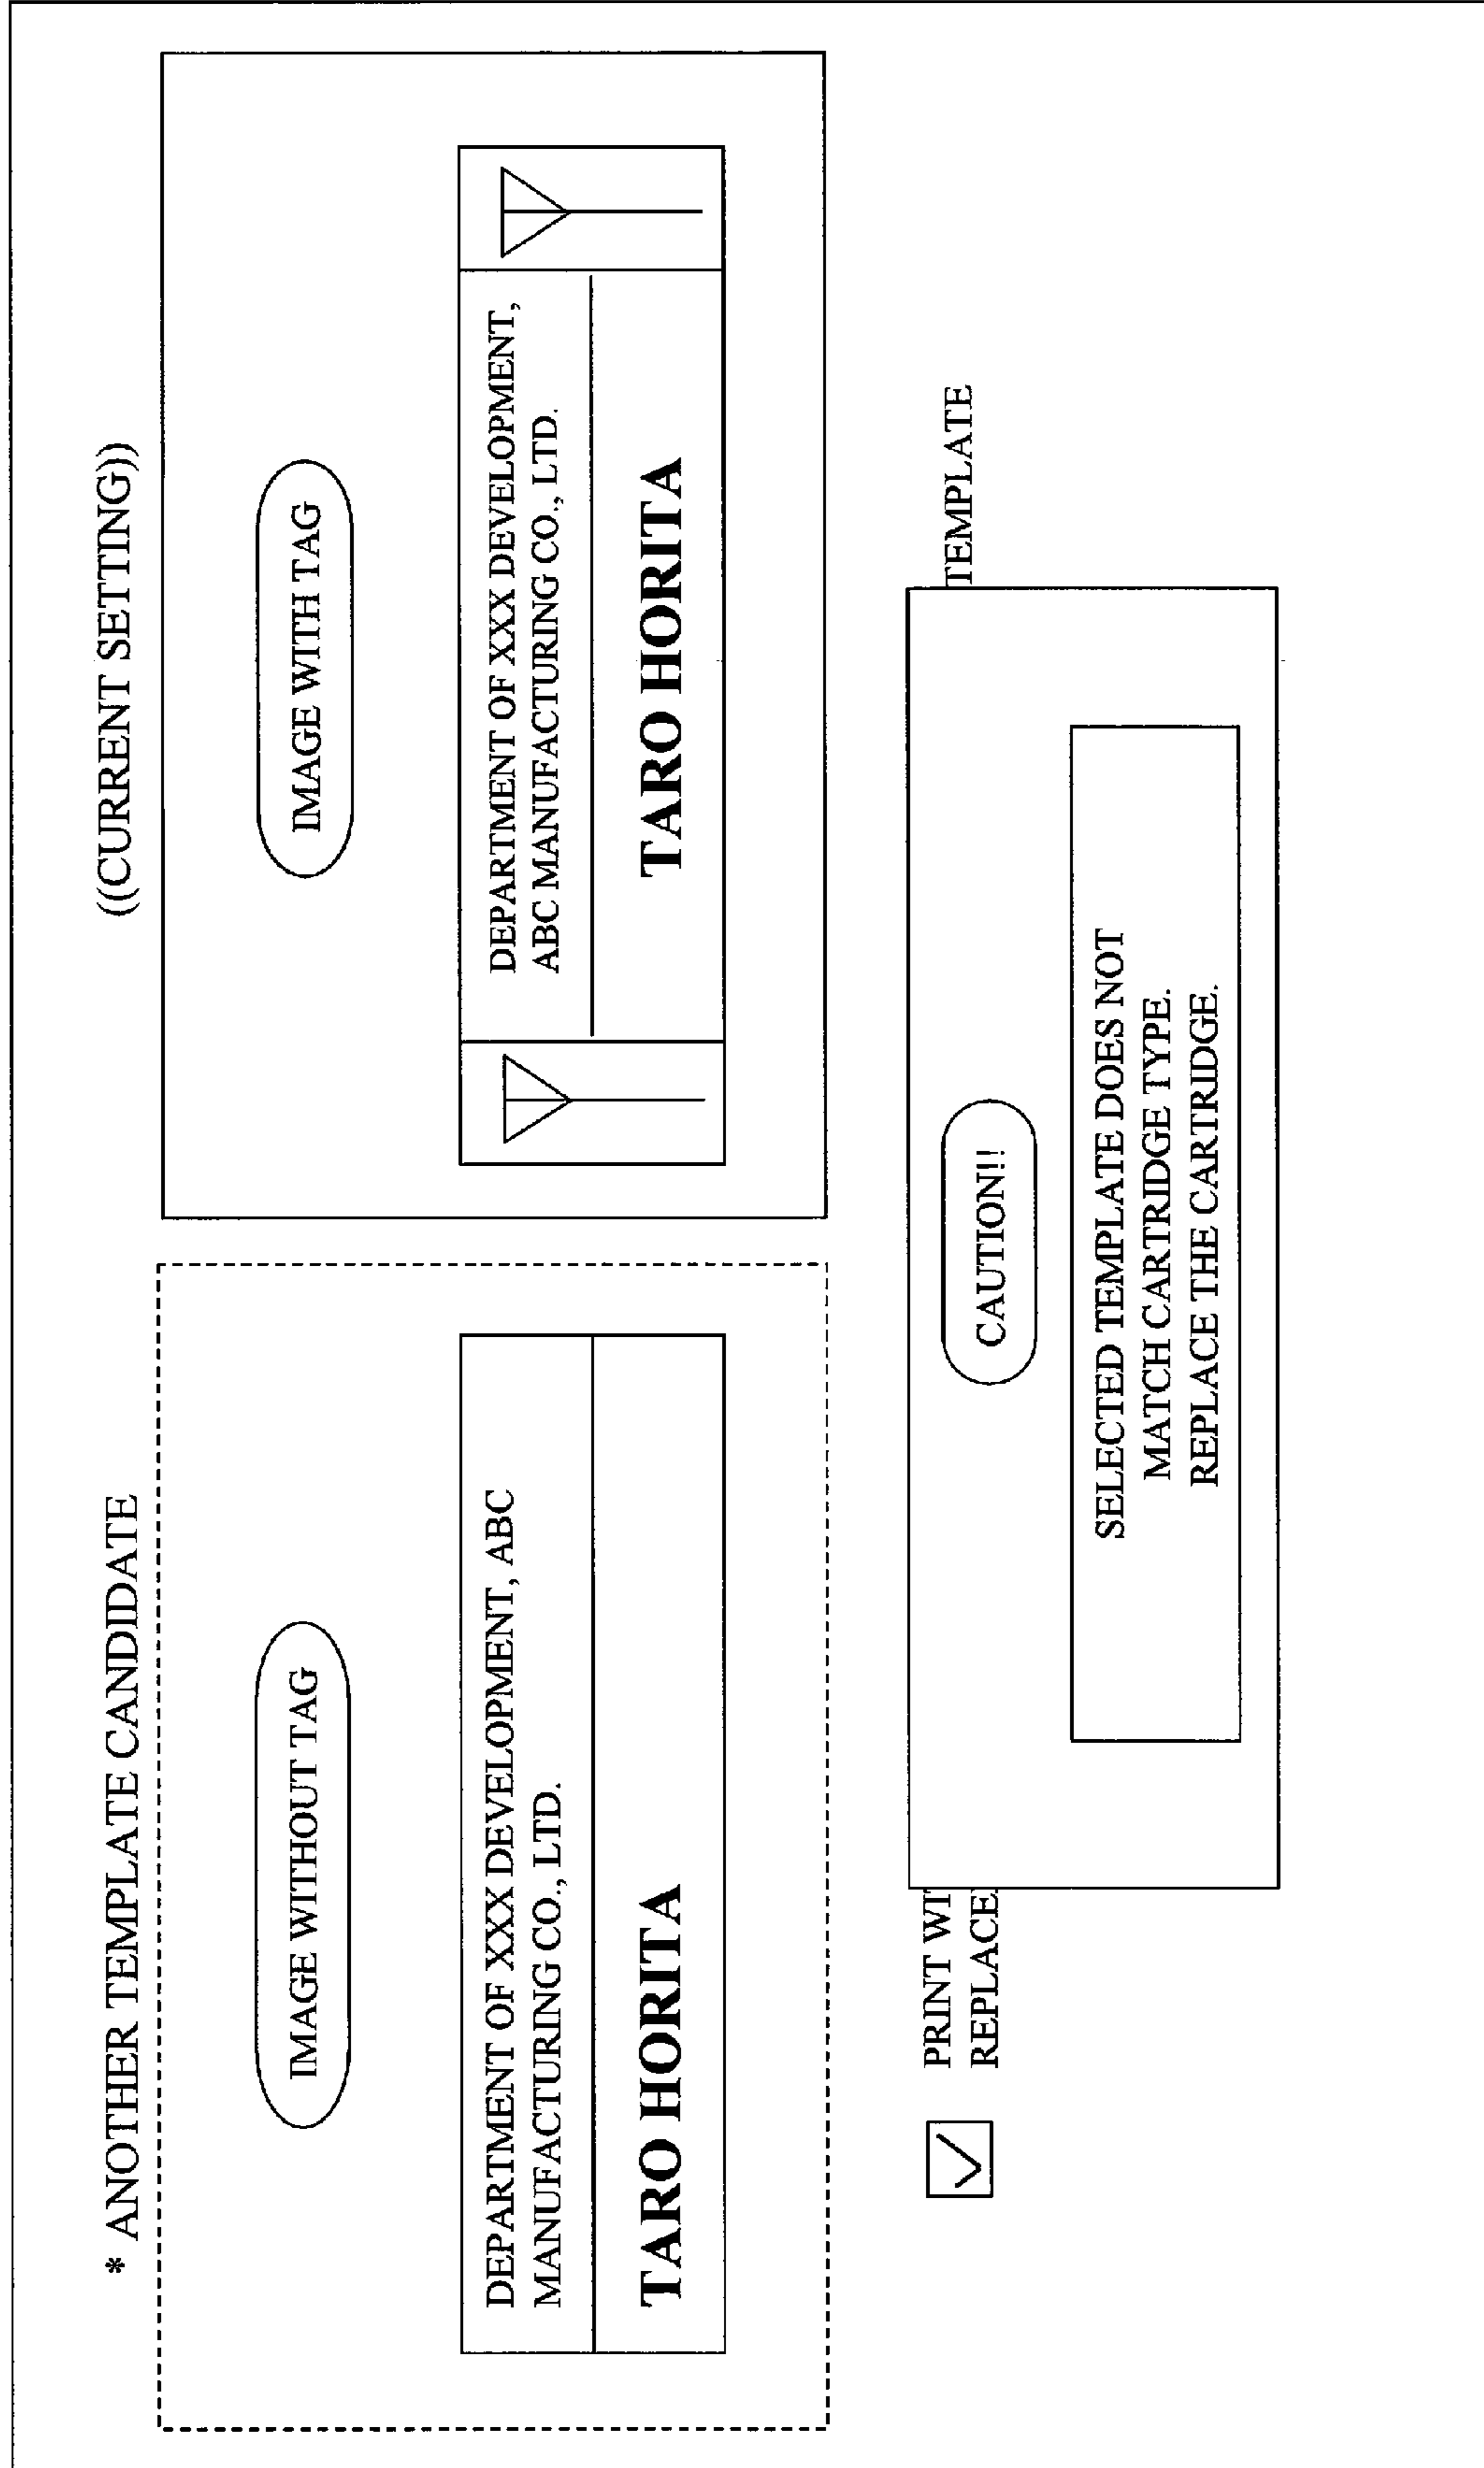 * ANOTHER TEMPLATE CANDIDATE
IMAGE WITHOUT TAG
DEPARTMENT OF XXX DEVELOPMENT, ABC
MANUFACTURING CO., LTD.
TARO HORITA
((CURRENT SETTING))
IMAGE WITH TAG
DEPARTMENT OF XXX DEVELOPMENT,
ABC MANUFACTURING CO., LTD.
TARO HORITA
PRINT WI
REPLACE
TEMPLATE
CAUTION!!
SELECTED TEMPLATE DOES NOT
MATCH CARTRIDGE TYPE.
REPLACE THE CARTRIDGE.